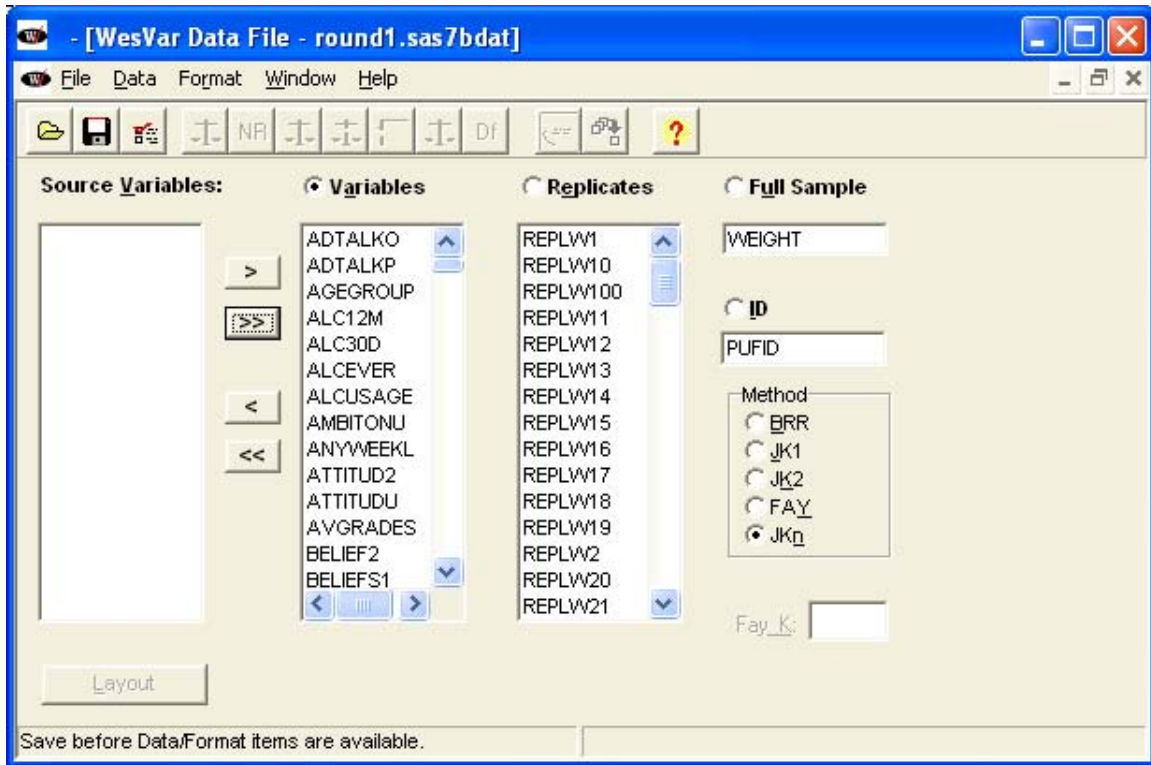 - [WesVar Data File - round1.sas7bdat]
File Data Format Window Help
NR Df ?
Source Variables:
Variables
Replicates
Full Sample
> 
>>
<
<<
ADTALKO
ADTALKP
AGEGROUP
ALC12M
ALC30D
ALCEVER
ALCUSAGE
AMBITONU
ANYWEEKL
ATTITUD2
ATTITUDU
AVGRADES
BELIEF2
BELIEFS1
REPLW1
REPLW10
REPLW100
REPLW11
REPLW12
REPLW13
REPLW14
REPLW15
REPLW16
REPLW17
REPLW18
REPLW19
REPLW2
REPLW20
REPLW21
WEIGHT
ID
PUFID
Method
BRR
JK1
JK2
FAY
JKn
Fay_K:
Layout
Save before Data/Format items are available.